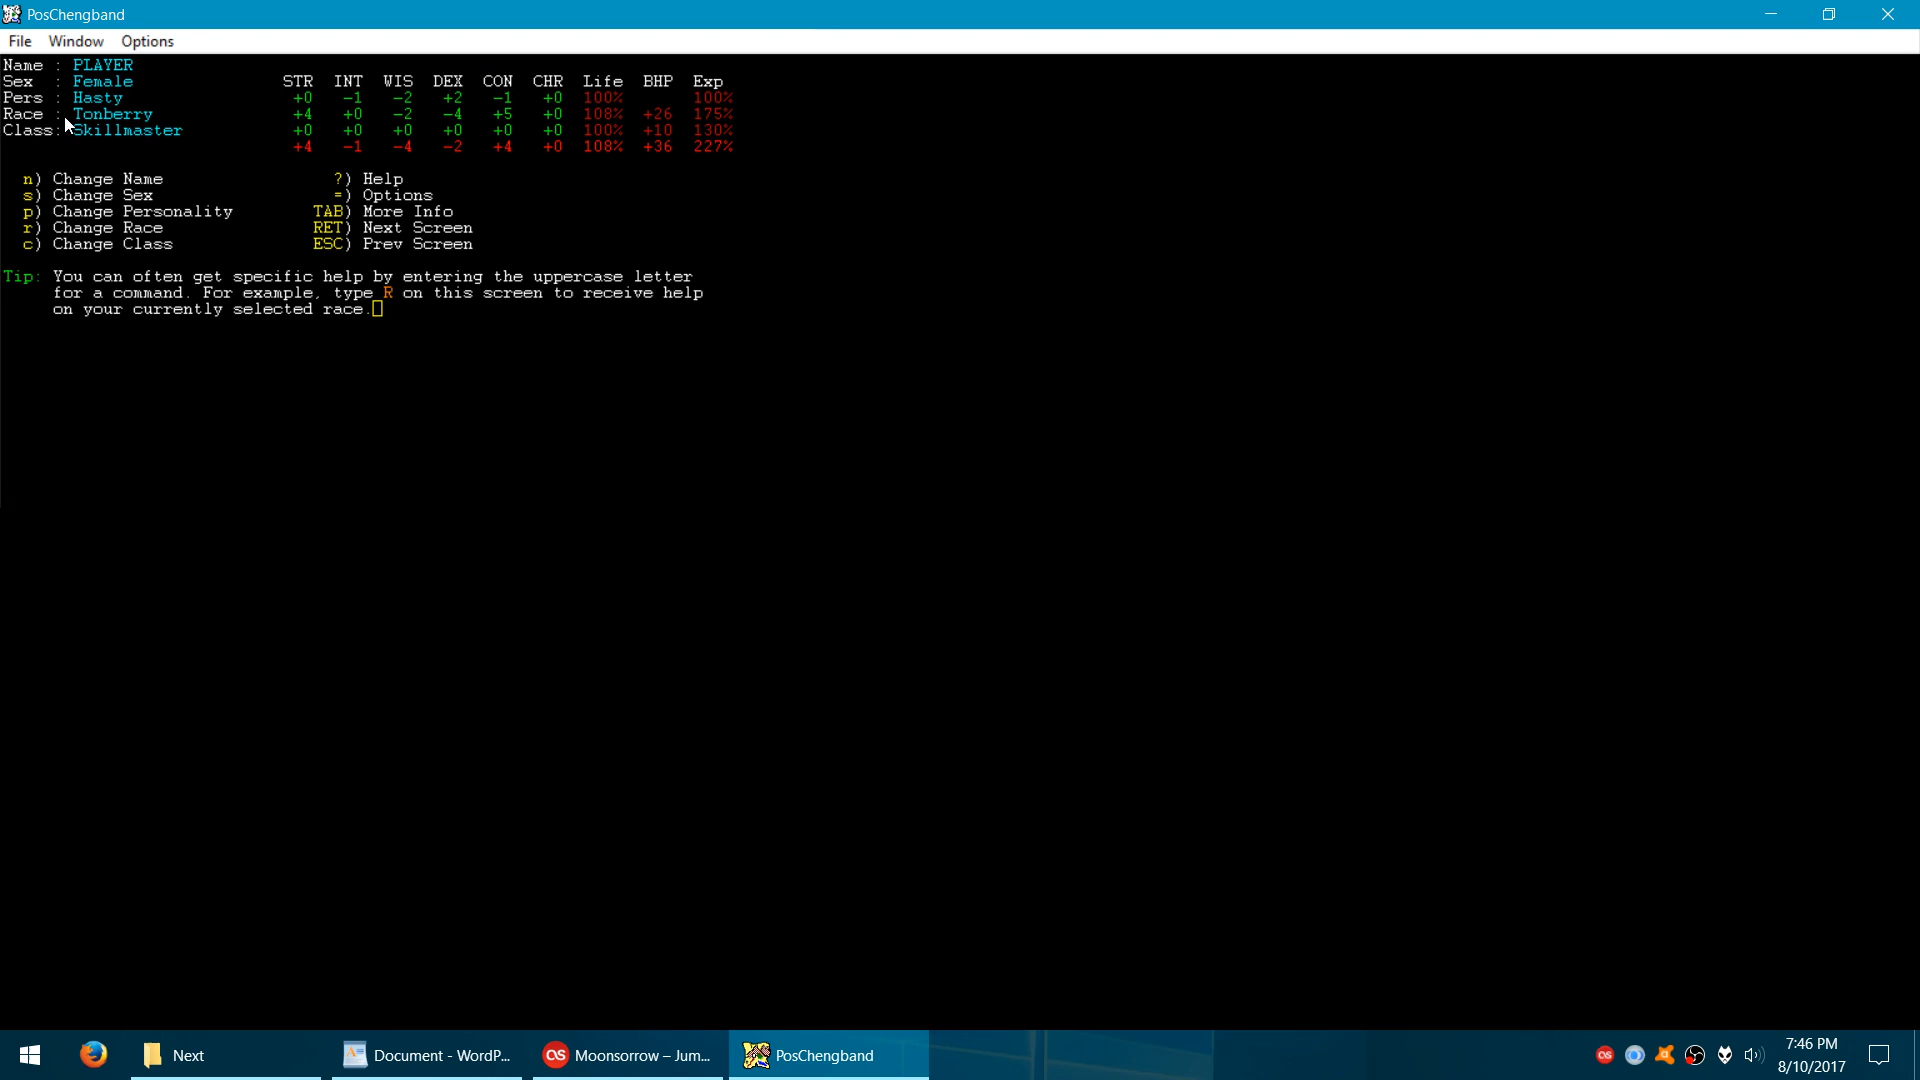 PosChengband
File Window Options
Name : PLAYER
Sex : Female STR INT WIS DEX CON CHR Life BHP Exp
Pers : Hasty +0 -1 -2 +2 -1 +0 100% 100%
Race : Tonberry +4 +0 -2 -4 +5 +0 108% +26 175%
Class: Skillmaster +0 +0 +0 +0 +0 +0 100% +10 130%
+4 -1 -4 -2 +4 +0 108% +36 227%
n) Change Name ?) Help
s) Change Sex =) Options
p) Change Personality TAB) More Info
r) Change Race RET) Next Screen
c) Change Class ESC) Prev Screen
Tip: You can often get specific help by entering the uppercase letter
for a command. For example, type R on this screen to receive help
on your currently selected race.
Next Document - WordP... Moonsorrow – Jum... PosChengband
7:46 PM
8/10/2017